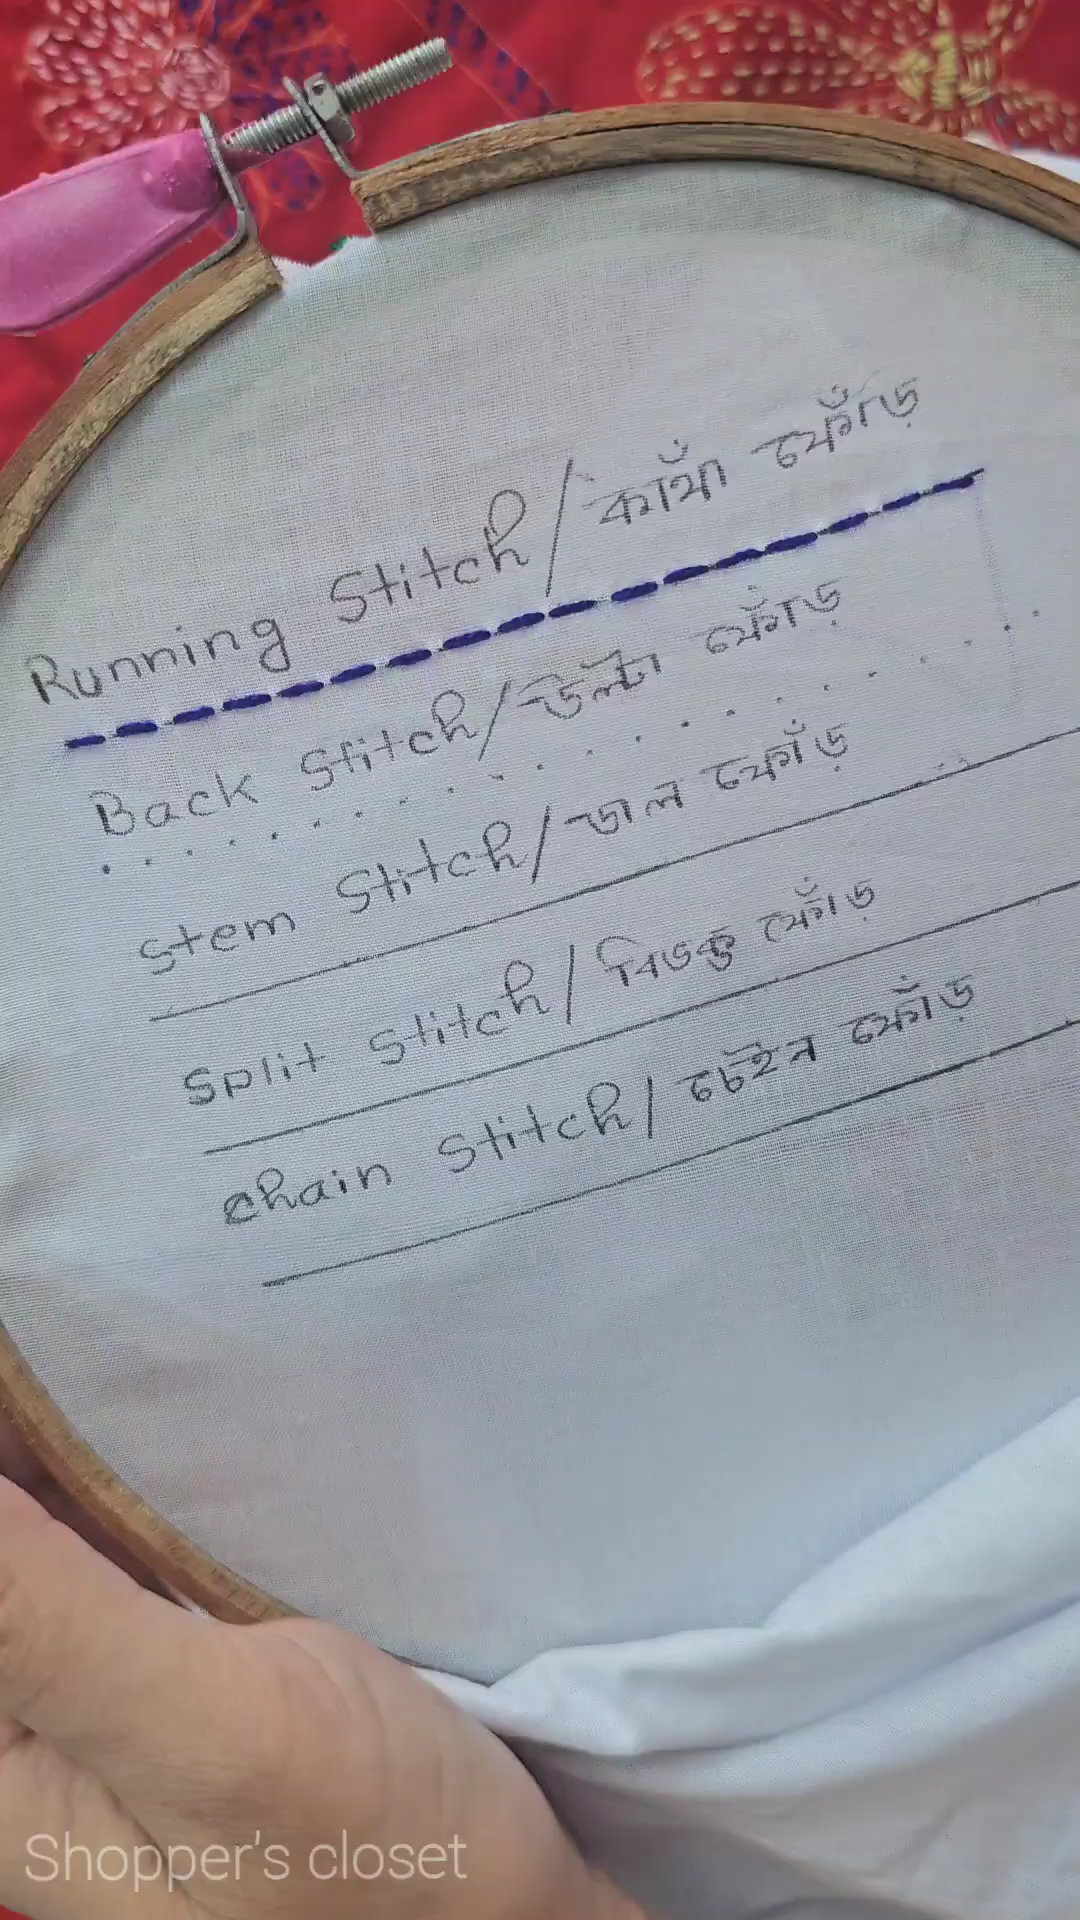 Running Stitch/কাথাঁ ফোঁড়
Back Stitch/উল্টা ফোঁড়
Stem Stitch/ডাল ফোঁড়
Split Stitch/বিভক্ত ফোঁড়
Chain Stitch/চেইন ফোঁড়
Shopper's closet